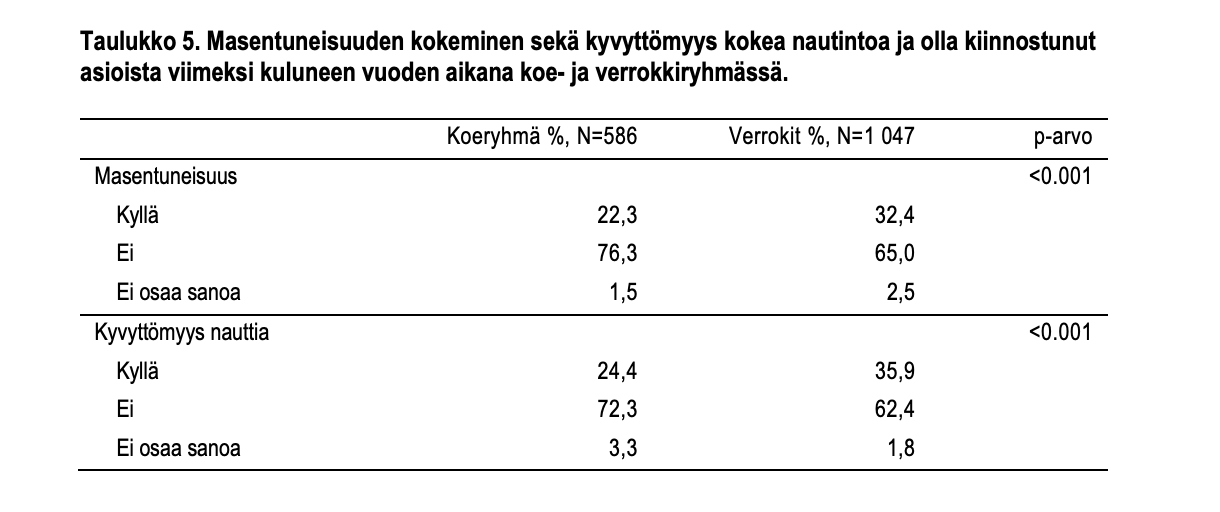 Taulukko 5. Masentuneisuuden kokeminen sekä kyvyttömyys kokea nautintoa ja olla kiinnostunut
asioista viimeksi kuluneen vuoden aikana koe- ja verrokkiryhmässä.
Koeryhmä %, N=586 Verrokit %, N=1 047 p-arvo
Masentuneisuus <0.001
Kyllä 22,3 32,4
Ei 76,3 65,0
Ei osaa sanoa 1,5 2,5
Kyvyttömyys nauttia <0.001
Kyllä 24,4 35,9
Ei 72,3 62,4
Ei osaa sanoa 3,3 1,8